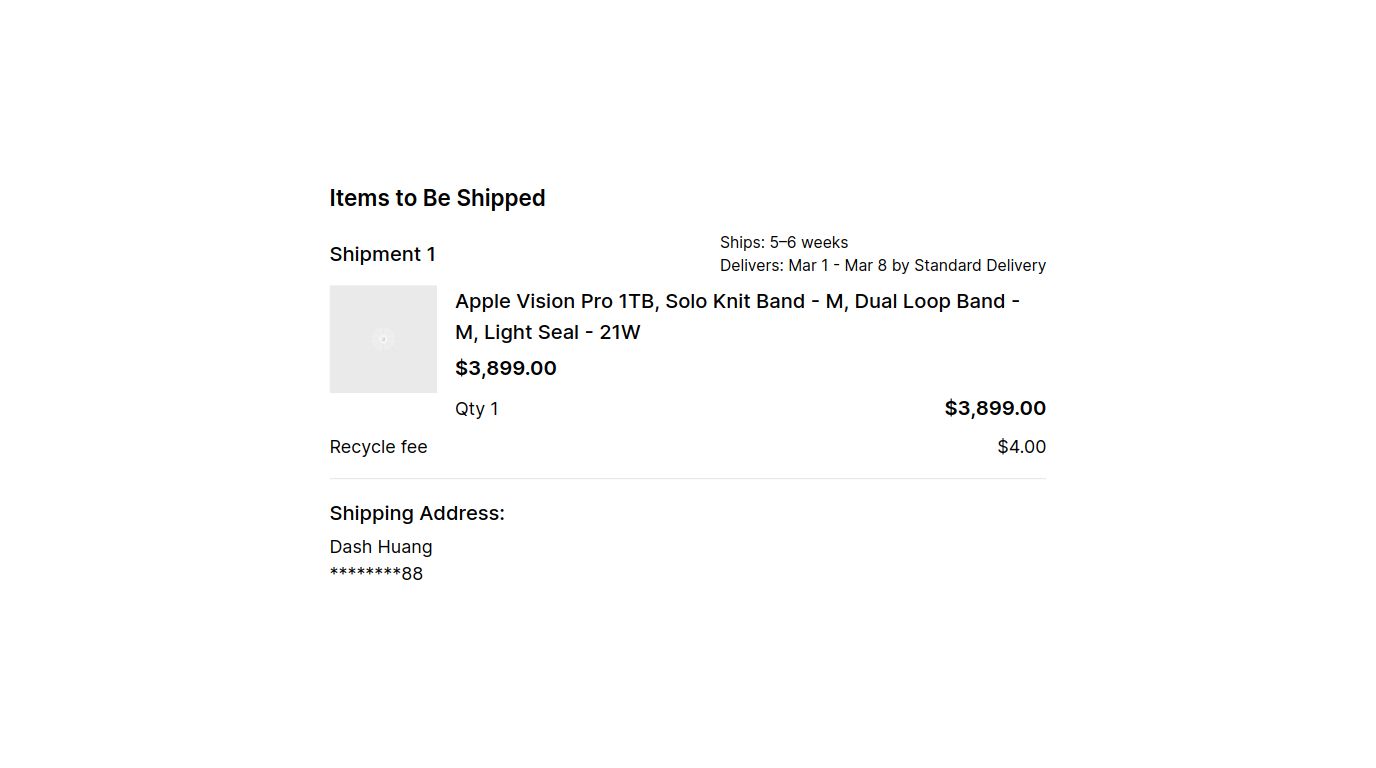 Items to Be Shipped
Shipment 1
Ships: 5–6 weeks
Delivers: Mar 1 - Mar 8 by Standard Delivery
Apple Vision Pro 1TB, Solo Knit Band - M, Dual Loop Band -
M, Light Seal - 21W
$3,899.00
Qty 1 $3,899.00
Recycle fee $4.00
Shipping Address:
Dash Huang
********88